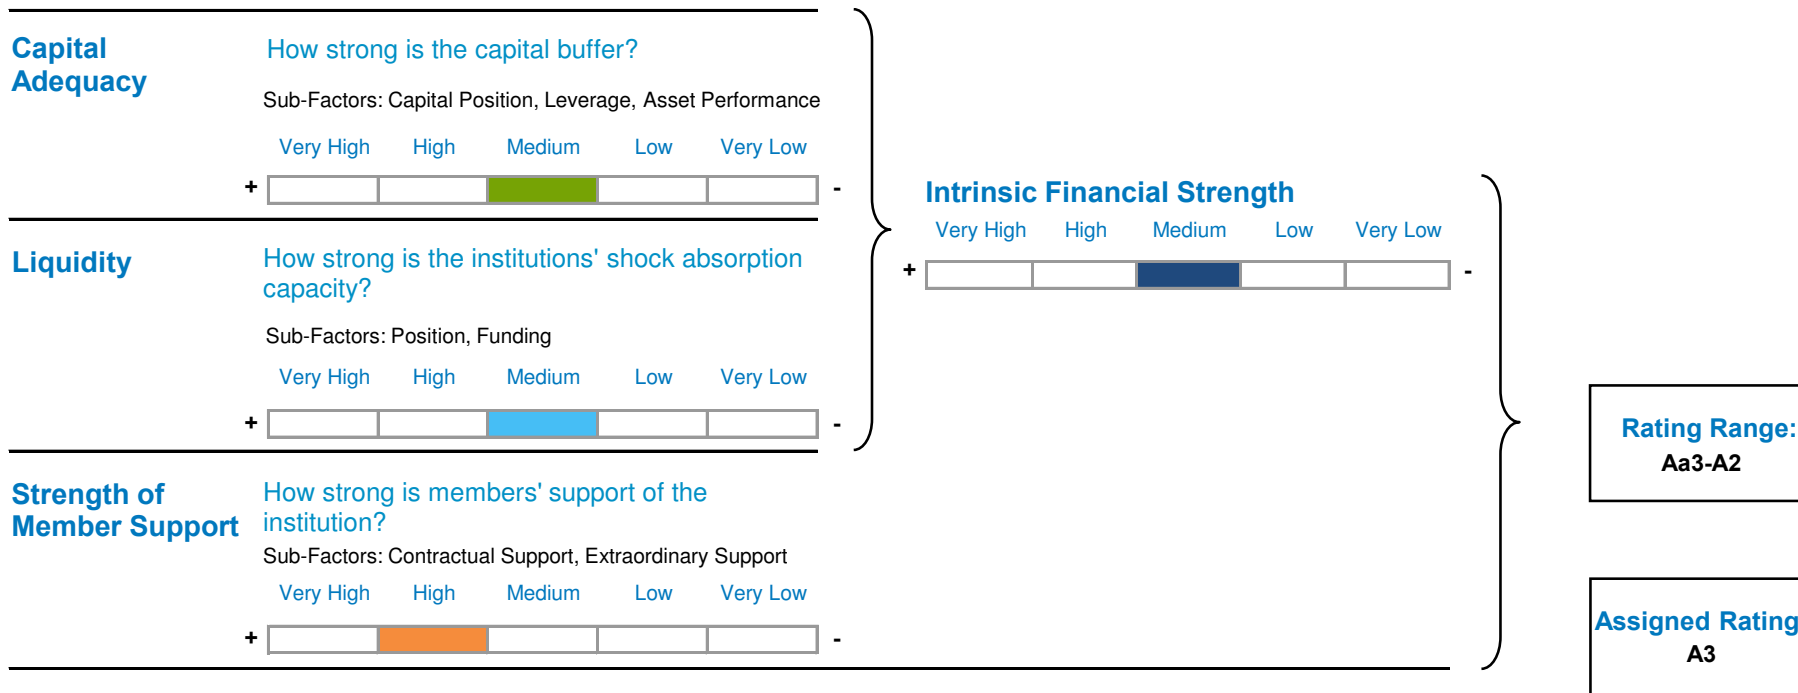 Capital
Adequacy
How strong is the capital buffer?
Sub-Factors: Capital Position, Leverage, Asset Performance
Very High High Medium Low Very Low
+ -
Liquidity
How strong is the institutions' shock absorption
capacity?
Sub-Factors: Position, Funding
Very High High Medium Low Very Low
+ -
Strength of
Member Support
How strong is members' support of the
institution?
Sub-Factors: Contractual Support, Extraordinary Support
Very High High Medium Low Very Low
+ -
Intrinsic Financial Strength
Very High High Medium Low Very Low
+ -
Rating Range:
Aa3-A2
Assigned Rating
A3